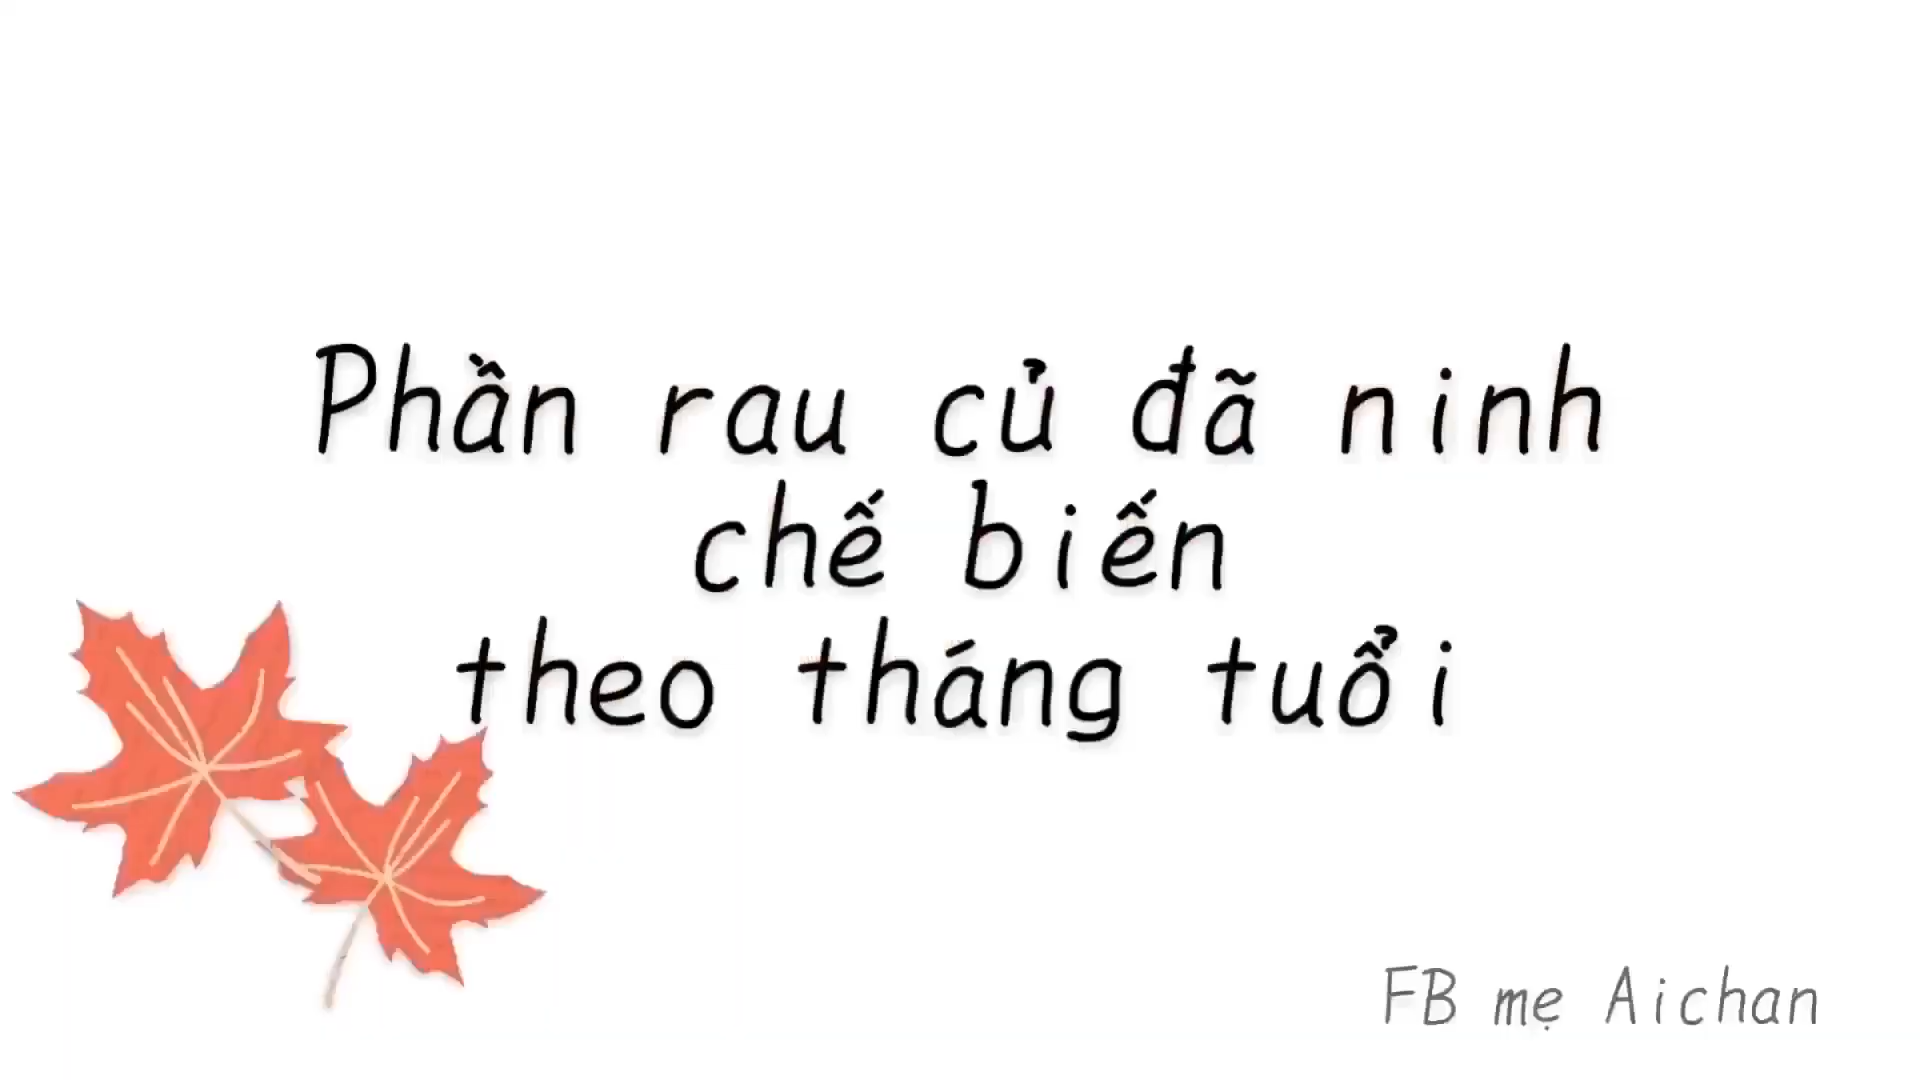 Phần rau củ đã ninh
chế biến
theo tháng tuổi
FB mẹ Aichan